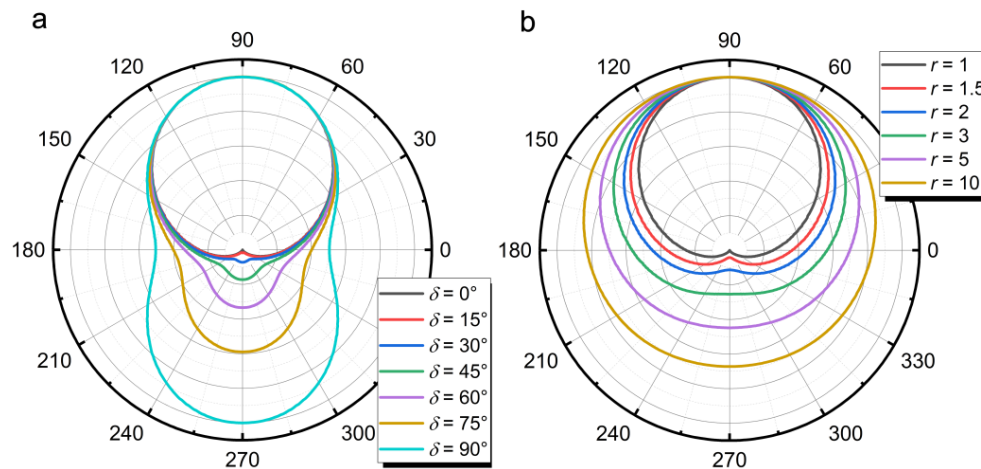 a
90
120
60
150
30
180
0
210
240
300
270
δ = 0°
δ = 15°
δ = 30°
δ = 45°
δ = 60°
δ = 75°
δ = 90°
b
90
120
60
150
180
0
210
330
240
300
270
r = 1
r = 1.5
r = 2
r = 3
r = 5
r = 10